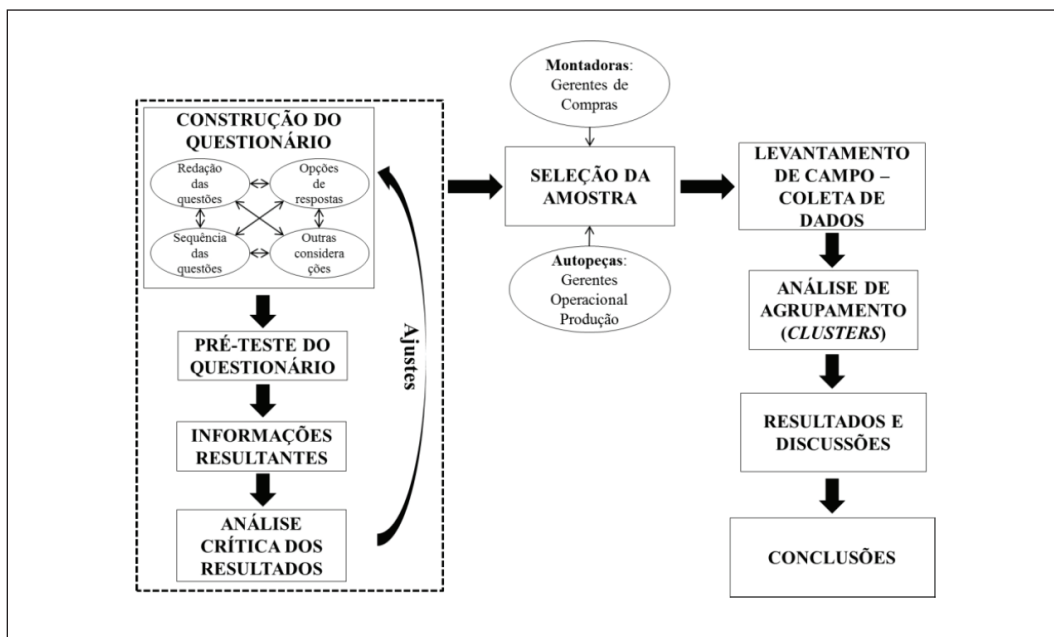 CONSTRUÇÃO DO
QUESTIONÁRIO
Redação
das
questões
Opções
de
respostas
Sequência
das
questões
Outras
considera
ções
PRÉ-TESTE DO
QUESTIONÁRIO
INFORMAÇÕES
RESULTANTES
ANÁLISE
CRÍTICA DOS
RESULTADOS
Ajustes
Montadoras:
Gerentes de
Compras
SELEÇÃO DA
AMOSTRA
Autopeças:
Gerentes
Operacional
Produção
LEVANTAMENTO
DE CAMPO –
COLETA DE
DADOS
ANÁLISE DE
AGRUPAMENTO
(CLUSTERS)
RESULTADOS E
DISCUSSÕES
CONCLUSÕES